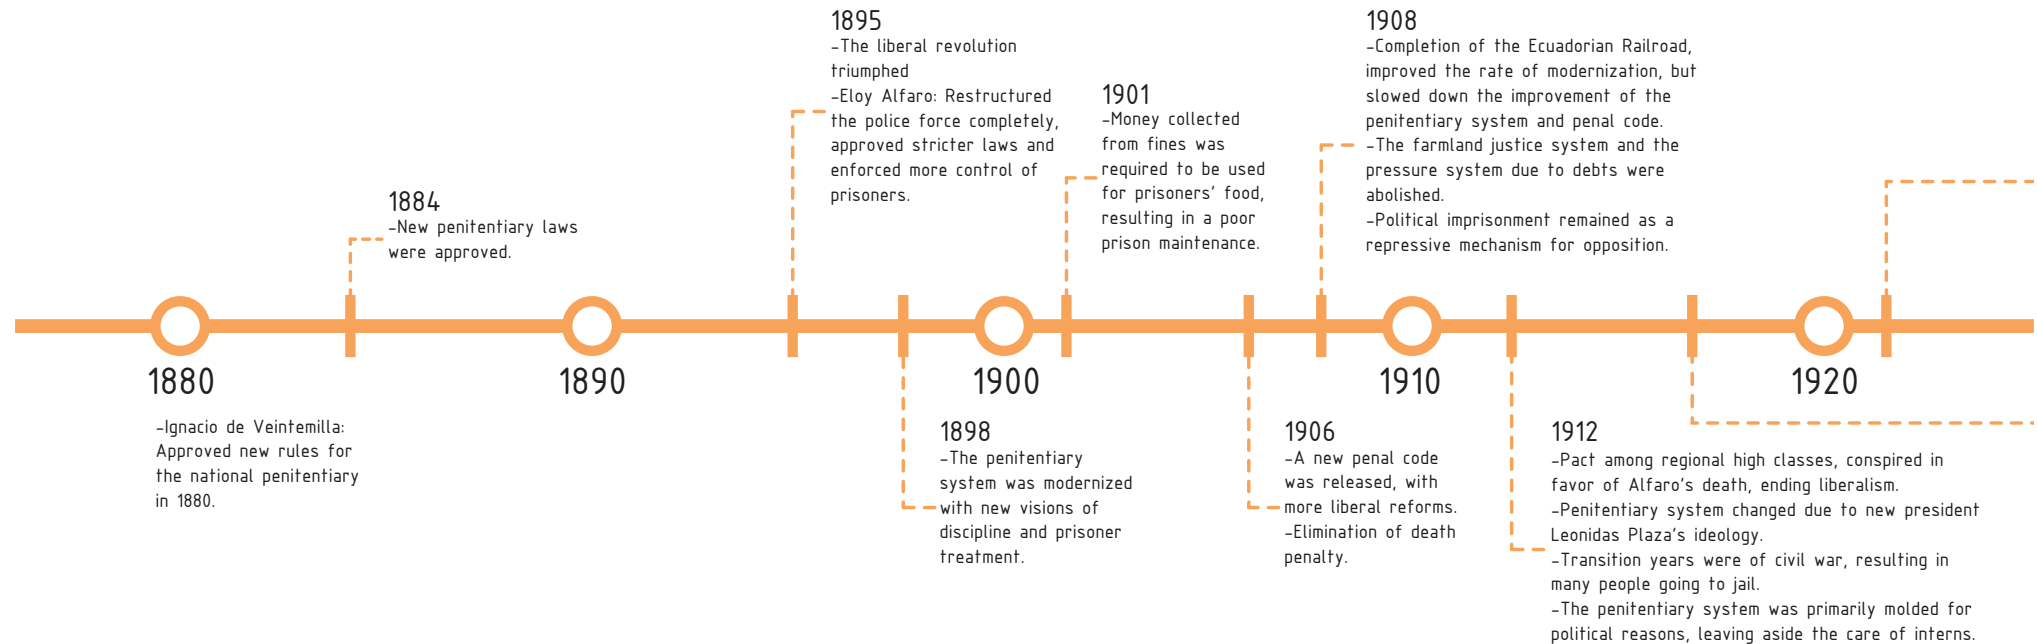 1895
-The liberal revolution
triumphed
-Eloy Alfaro: Restructured
the police force completely,
approved stricter laws and
enforced more control of
prisoners.
1908
-Completion of the Ecuadorian Railroad,
improved the rate of modernization, but
slowed down the improvement of the
penitentiary system and penal code.
-The farmland justice system and the
pressure system due to debts were
abolished.
-Political imprisonment remained as a
repressive mechanism for opposition.
1901
-Money collected
from fines was
required to be used
for prisoners' food,
resulting in a poor
prison maintenance.
1884
-New penitentiary laws
were approved.
1880
1890
1900
1910
1920
-Ignacio de Veintemilla:
Approved new rules for
the national penitentiary
in 1880.
1898
-The penitentiary
system was modernized
with new visions of
discipline and prisoner
treatment.
1906
-A new penal code
was released, with
more liberal reforms.
-Elimination of death
penalty.
1912
-Pact among regional high classes, conspired in
favor of Alfaro's death, ending liberalism.
-Penitentiary system changed due to new president
Leonidas Plaza's ideology.
-Transition years were of civil war, resulting in
many people going to jail.
-The penitentiary system was primarily molded for
political reasons, leaving aside the care of interns.